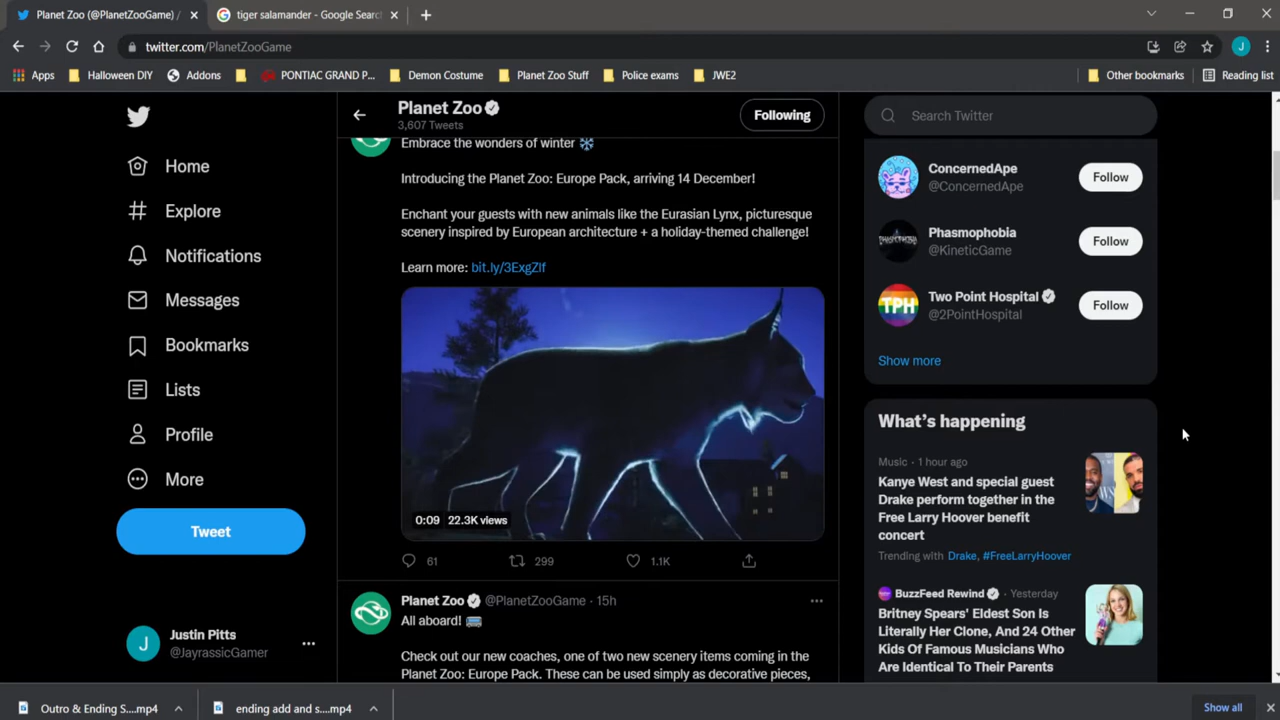 Planet Zoo (@PlanetZooGame) /
tiger salamander - Google Searc
twitter.com/PlanetZooGame
J
Apps
Halloween DIY
Addons
PONTIAC GRAND P...
Demon Costume
Planet Zoo Stuff
Police exams
JWE2
Other bookmarks
Reading list
Planet Zoo
3,607 Tweets
Following
Search Twitter
Home
Explore
Notifications
Messages
Bookmarks
Lists
Profile
More
Tweet
Justin Pitts
@JayrassicGamer
J
Embrace the wonders of winter
Introducing the Planet Zoo: Europe Pack, arriving 14 December!
Enchant your guests with new animals like the Eurasian Lynx, picturesque
scenery inspired by European architecture + a holiday-themed challenge!
Learn more: bit.ly/3ExgZlf
0:09 22.3K views
61
299
1.1K
Planet Zoo @PlanetZooGame · 15h
All aboard!
Check out our new coaches, one of two new scenery items coming in the
Planet Zoo: Europe Pack. These can be used simply as decorative pieces,
ConcernedApe
@ConcernedApe
Follow
Phasmophobia
@KineticGame
Follow
TPH
Two Point Hospital
@2PointHospital
Follow
Show more
What's happening
Music · 1 hour ago
Kanye West and special guest
Drake perform together in the
Free Larry Hoover benefit
concert
Trending with Drake, #FreeLarryHoover
BuzzFeed Rewind · Yesterday
Britney Spears' Eldest Son Is
Literally Her Clone, And 24 Other
Kids Of Famous Musicians Who
Are Identical To Their Parents
Outro & Ending S....mp4
ending add and s....mp4
Show all